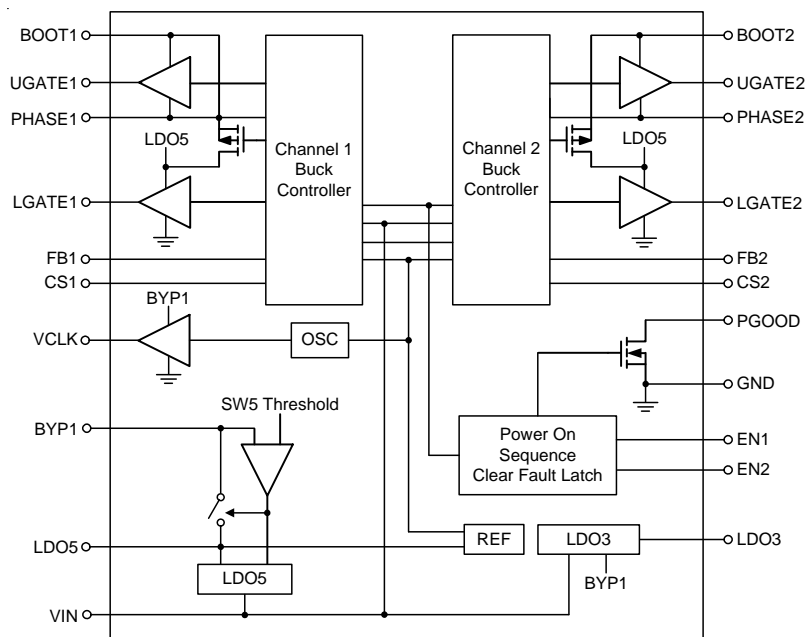 BOOT1
BOOT2
UGATE1
UGATE2
PHASE1
PHASE2
LDO5
LDO5
Channel 1
Buck
Controller
Channel 2
Buck
Controller
LGATE1
LGATE2
FB1
FB2
CS1
CS2
BYP1
PGOOD
VCLK
OSC
GND
SW5 Threshold
BYP1
Power On
Sequence
Clear Fault Latch
EN1
EN2
LDO5
REF
LDO3
LDO3
LDO5
BYP1
VIN